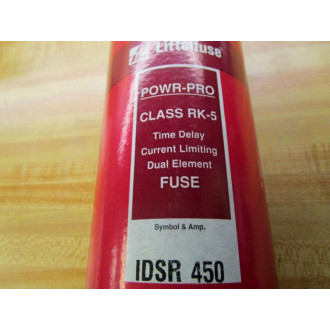 Littelfuse
POWR-PRO
CLASS RK-5
Time Delay
Current Limiting
Dual Element
FUSE
Symbol & Amp.
IDSR 450